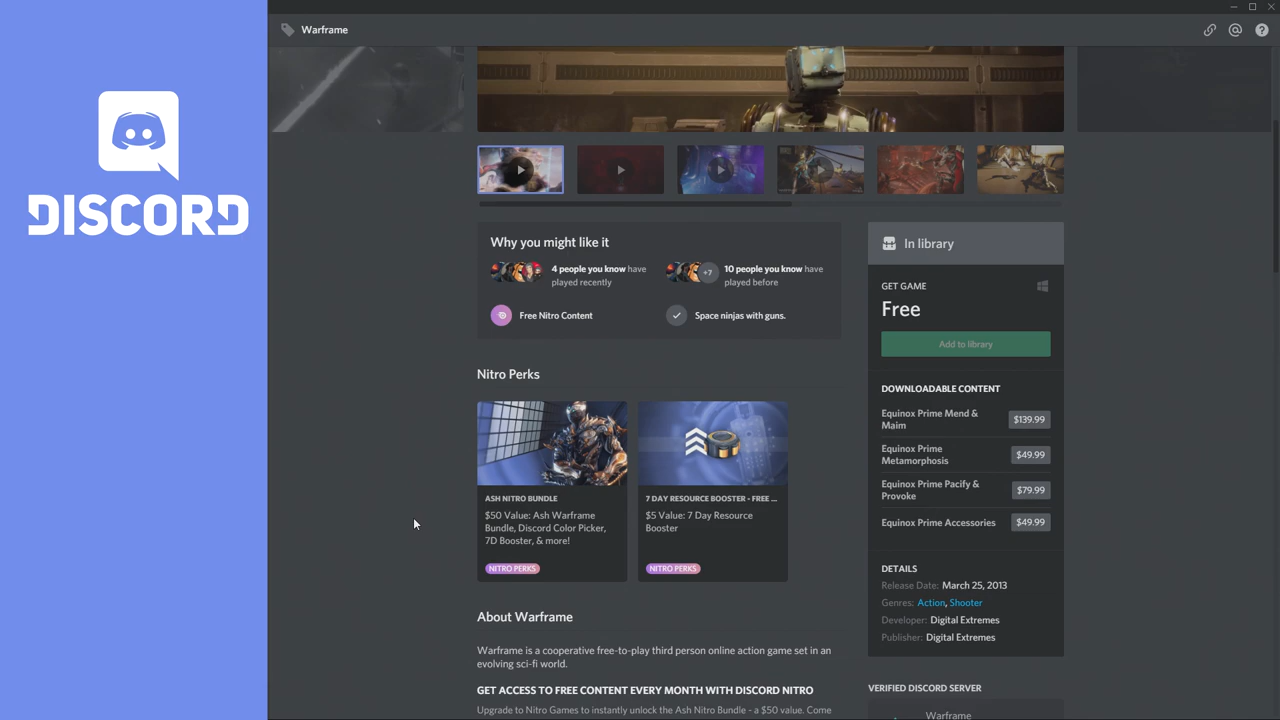 DISCORD
Warframe
Why you might like it
4 people you know have
played recently
+7
10 people you know have
played before
Free Nitro Content
Space ninjas with guns.
Nitro Perks
ASH NITRO BUNDLE
$50 Value: Ash Warframe
Bundle, Discord Color Picker,
7D Booster, & more!
NITRO PERKS
7 DAY RESOURCE BOOSTER - FREE ...
$5 Value: 7 Day Resource
Booster
NITRO PERKS
About Warframe
Warframe is a cooperative free-to-play third person online action game set in an
evolving sci-fi world.
GET ACCESS TO FREE CONTENT EVERY MONTH WITH DISCORD NITRO
Upgrade to Nitro Games to instantly unlock the Ash Nitro Bundle - a $50 value. Come
In library
GET GAME
Free
Add to library
DOWNLOADABLE CONTENT
Equinox Prime Mend &
Maim
$139.99
Equinox Prime
Metamorphosis
$49.99
Equinox Prime Pacify &
Provoke
$79.99
Equinox Prime Accessories
$49.99
DETAILS
Release Date: March 25, 2013
Genres: Action, Shooter
Developer: Digital Extremes
Publisher: Digital Extremes
VERIFIED DISCORD SERVER
Warframe